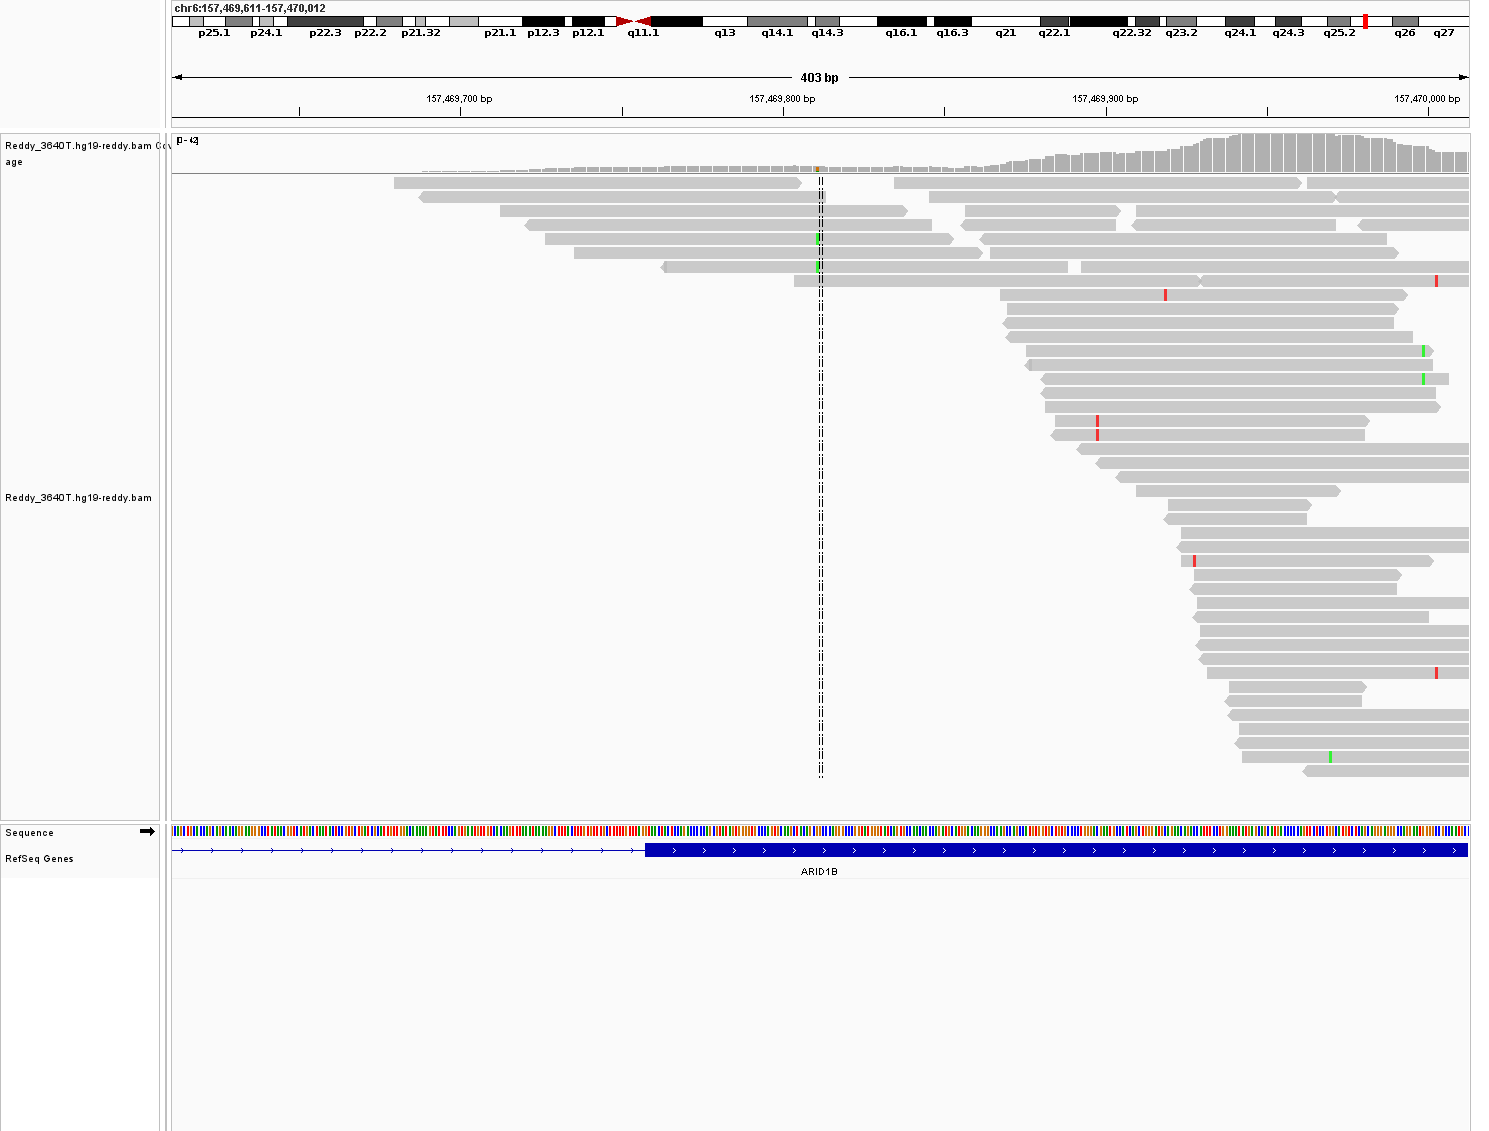 chr6:157,469,611-157,470,012
p25.1 p24.1 p22.3 p22.2 p21.32 p21.1 p12.3 p12.1 q11.1 q13 q14.1 q14.3 q16.1 q16.3 q21 q22.1 q22.32 q23.2 q24.1 q24.3 q25.2 q26 q27
403 bp
157,469,700 bp 157,469,800 bp 157,469,900 bp 157,470,000 bp
[0 - 42]
Reddy_3640T.hg19-reddy.bam Cov
age
Reddy_3640T.hg19-reddy.bam
Sequence
RefSeq Genes
ARID1B